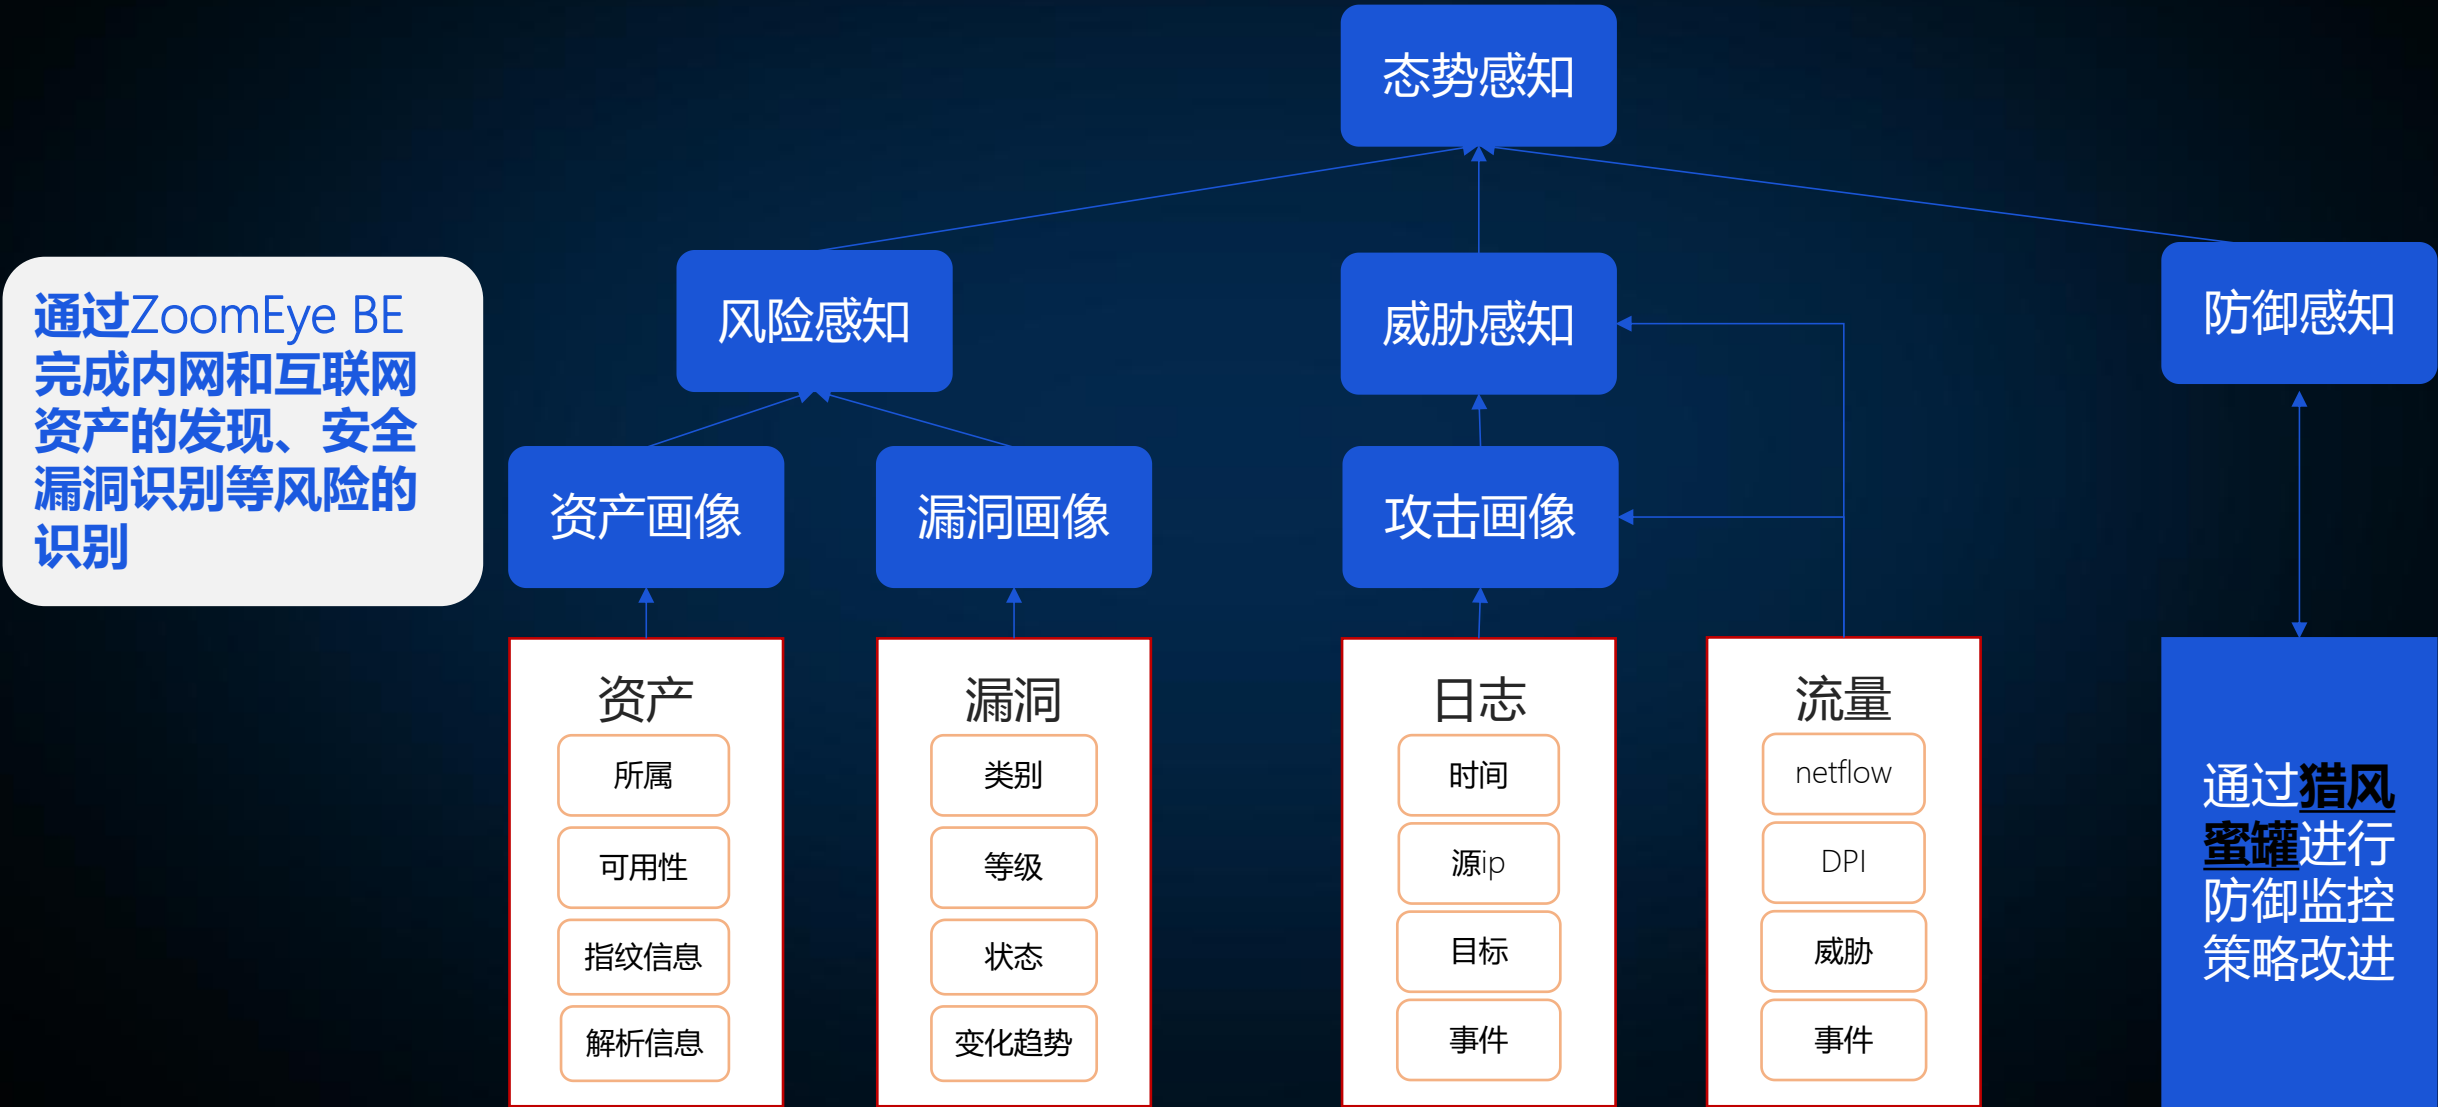 态势感知
通过ZoomEye BE
完成内网和互联网
资产的发现、安全
漏洞识别等风险的
识别
风险感知
威胁感知
防御感知
资产画像
漏洞画像
攻击画像
资产
所属
可用性
指纹信息
解析信息
漏洞
类别
等级
状态
变化趋势
日志
时间
源ip
目标
事件
流量
netflow
DPI
威胁
事件
通过猎风
蜜罐进行
防御监控
策略改进